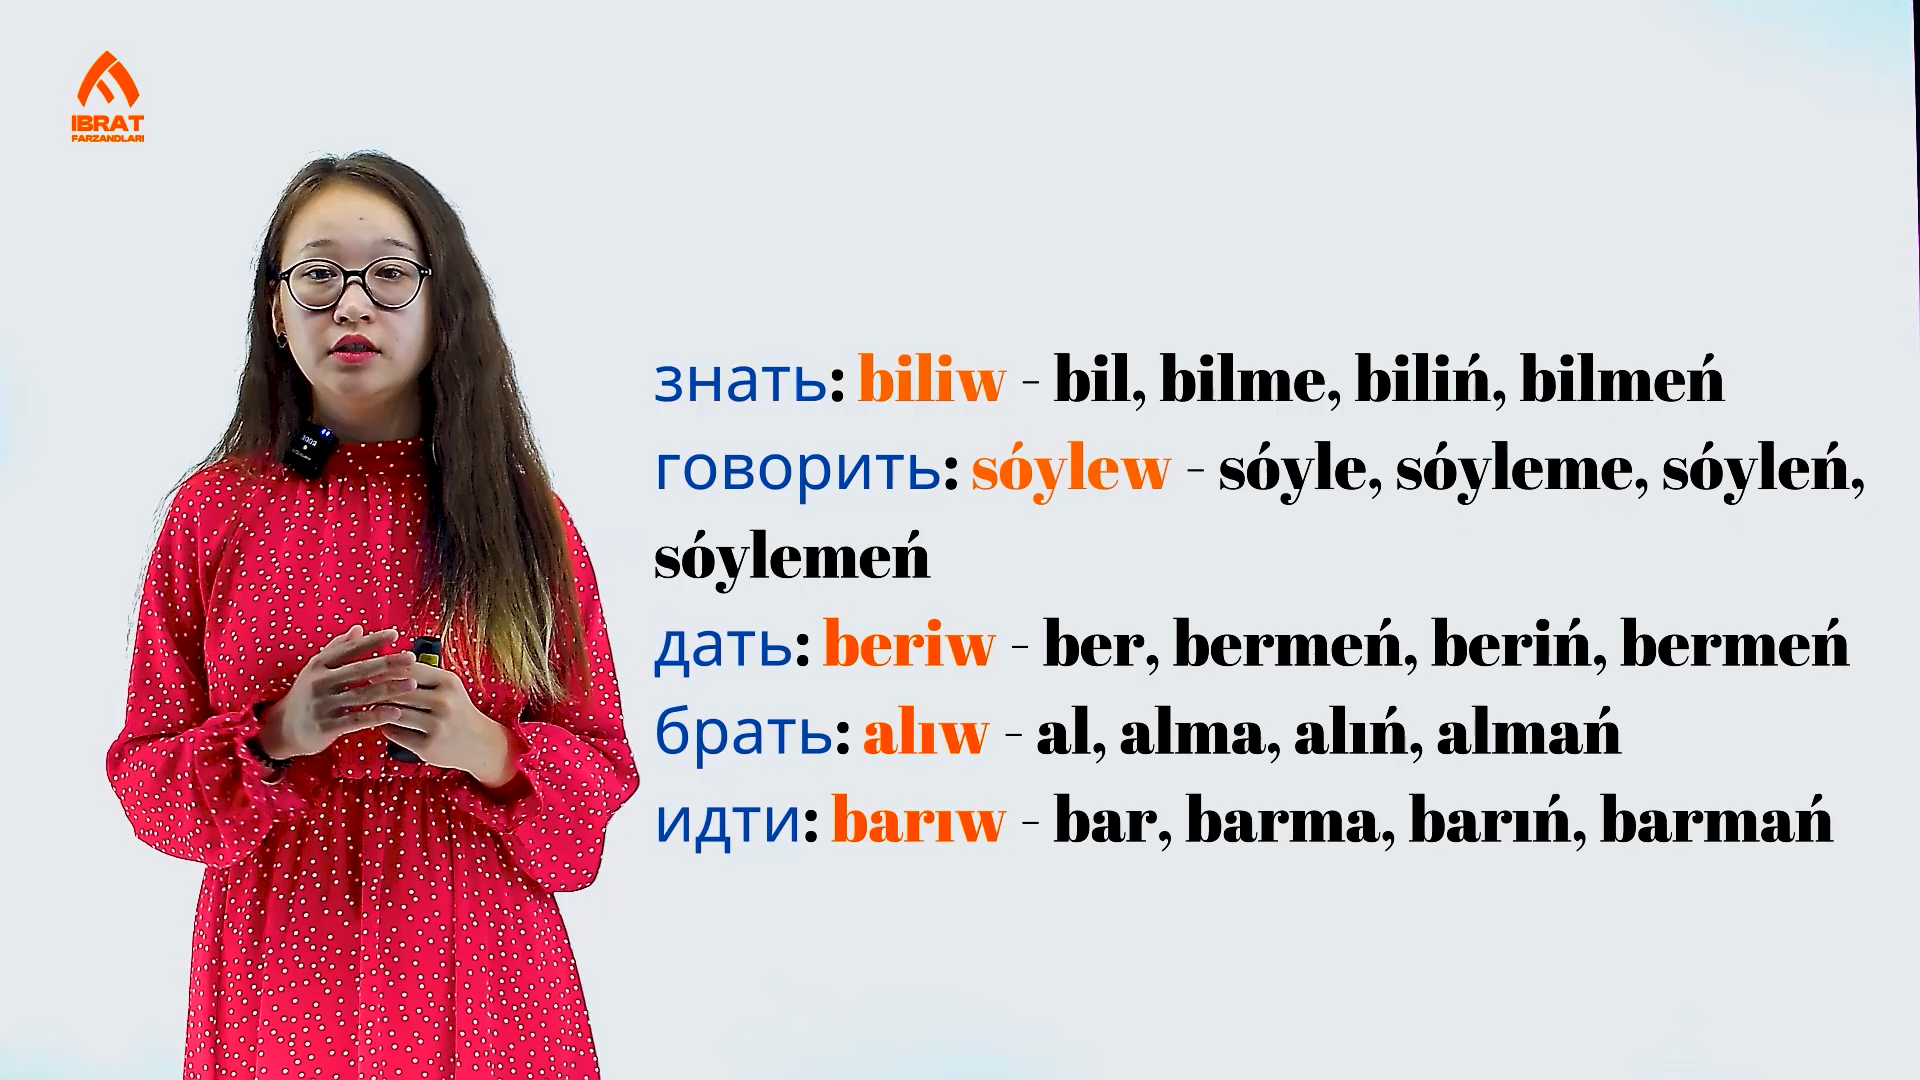 IBRAT
FARZANDLARI
знать: biliw - bil, bilme, biliń, bilmeń
говорить: sóylew - sóyle, sóyleme, sóyleń,
sóylemeń
дать: beriw - ber, bermeń, beriń, bermeń
брать: alıw - al, alma, alıń, almań
идти: barıw - bar, barma, barıń, barmań